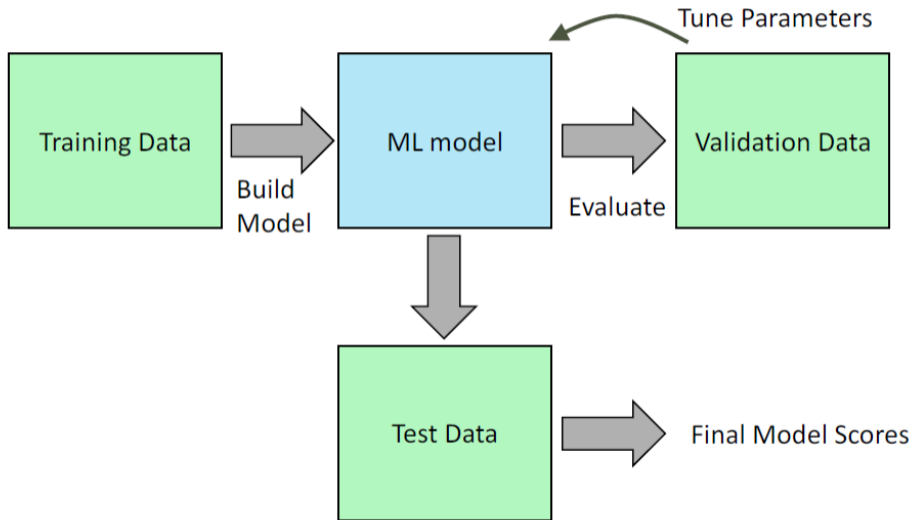 Tune Parameters
Training Data
ML model
Validation Data
Build
Model
Evaluate
Test Data
Final Model Scores